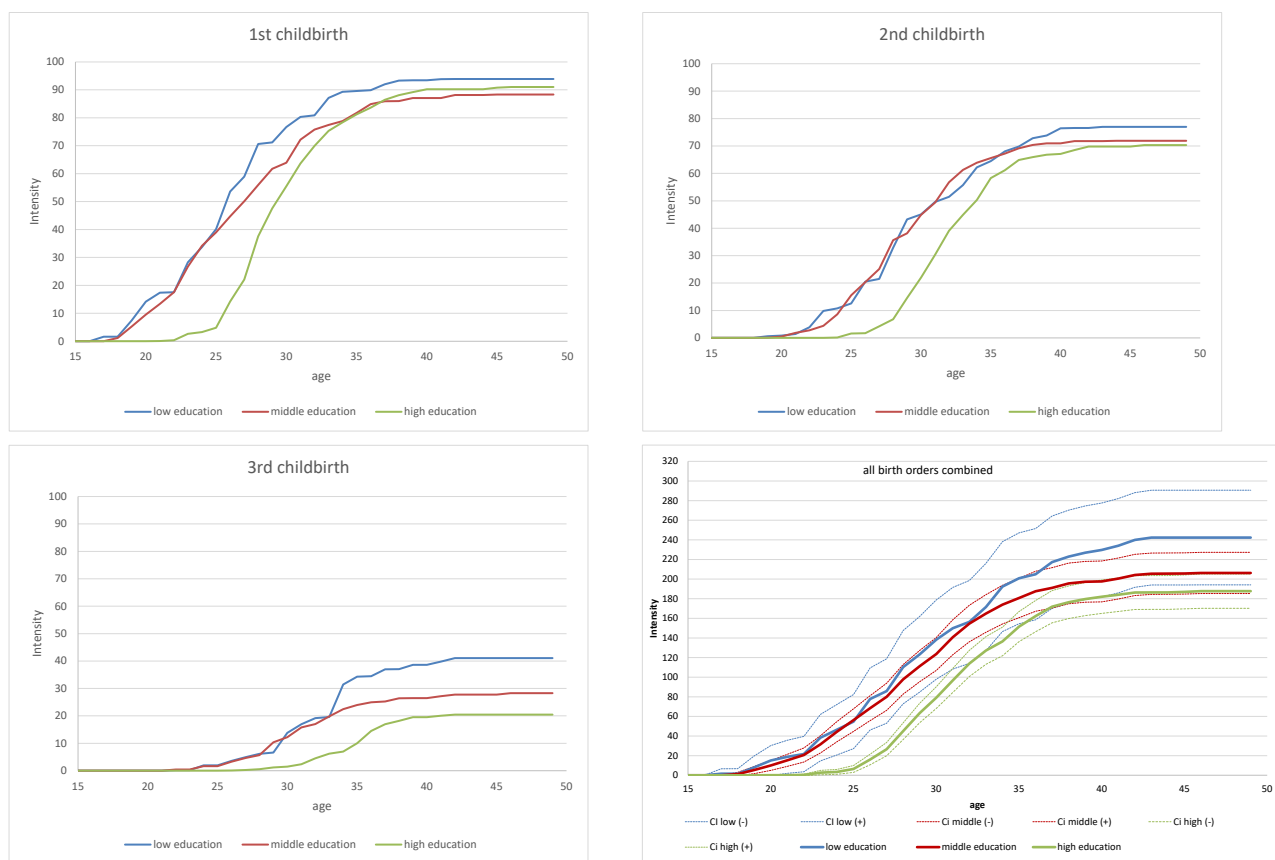 1st childbirth
100
90
80
70
60
50
40
30
20
10
0
Intensity
15 20 25 30 35 40 45 50
age
low education middle education high education
2nd childbirth
100
90
80
70
60
50
40
30
20
10
0
Intensity
15 20 25 30 35 40 45 50
age
low education middle education high education
3rd childbirth
100
90
80
70
60
50
40
30
20
10
0
Intensity
15 20 25 30 35 40 45 50
age
low education middle education high education
all birth orders combined
320
300
280
260
240
220
200
180
160
140
120
100
80
60
40
20
0
Intensity
15 20 25 30 35 40 45 50
age
CI low (-) CI low (+) Ci middle (-) Ci middle (+) Ci high (-)
Ci high (+) low education middle education high education